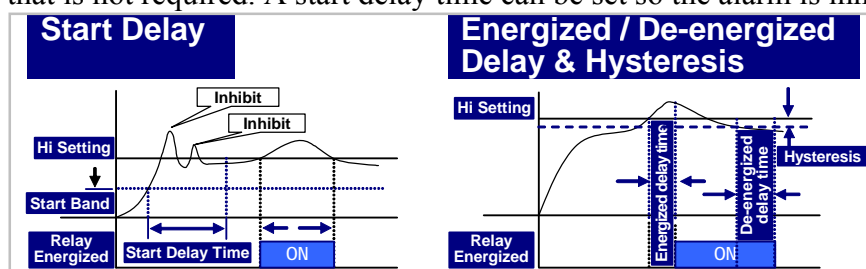 that is not required. A start delay time can be set so the alarm is
Start Delay
Inhibit
Inhibit
Hi Setting
Start Band
Relay
Energized
Start Delay Time
ON
Energized / De-energized
Delay & Hysteresis
Hi Setting
Energized delay time
De-energized
delay time
Hysteresis
Relay
Energized
ON